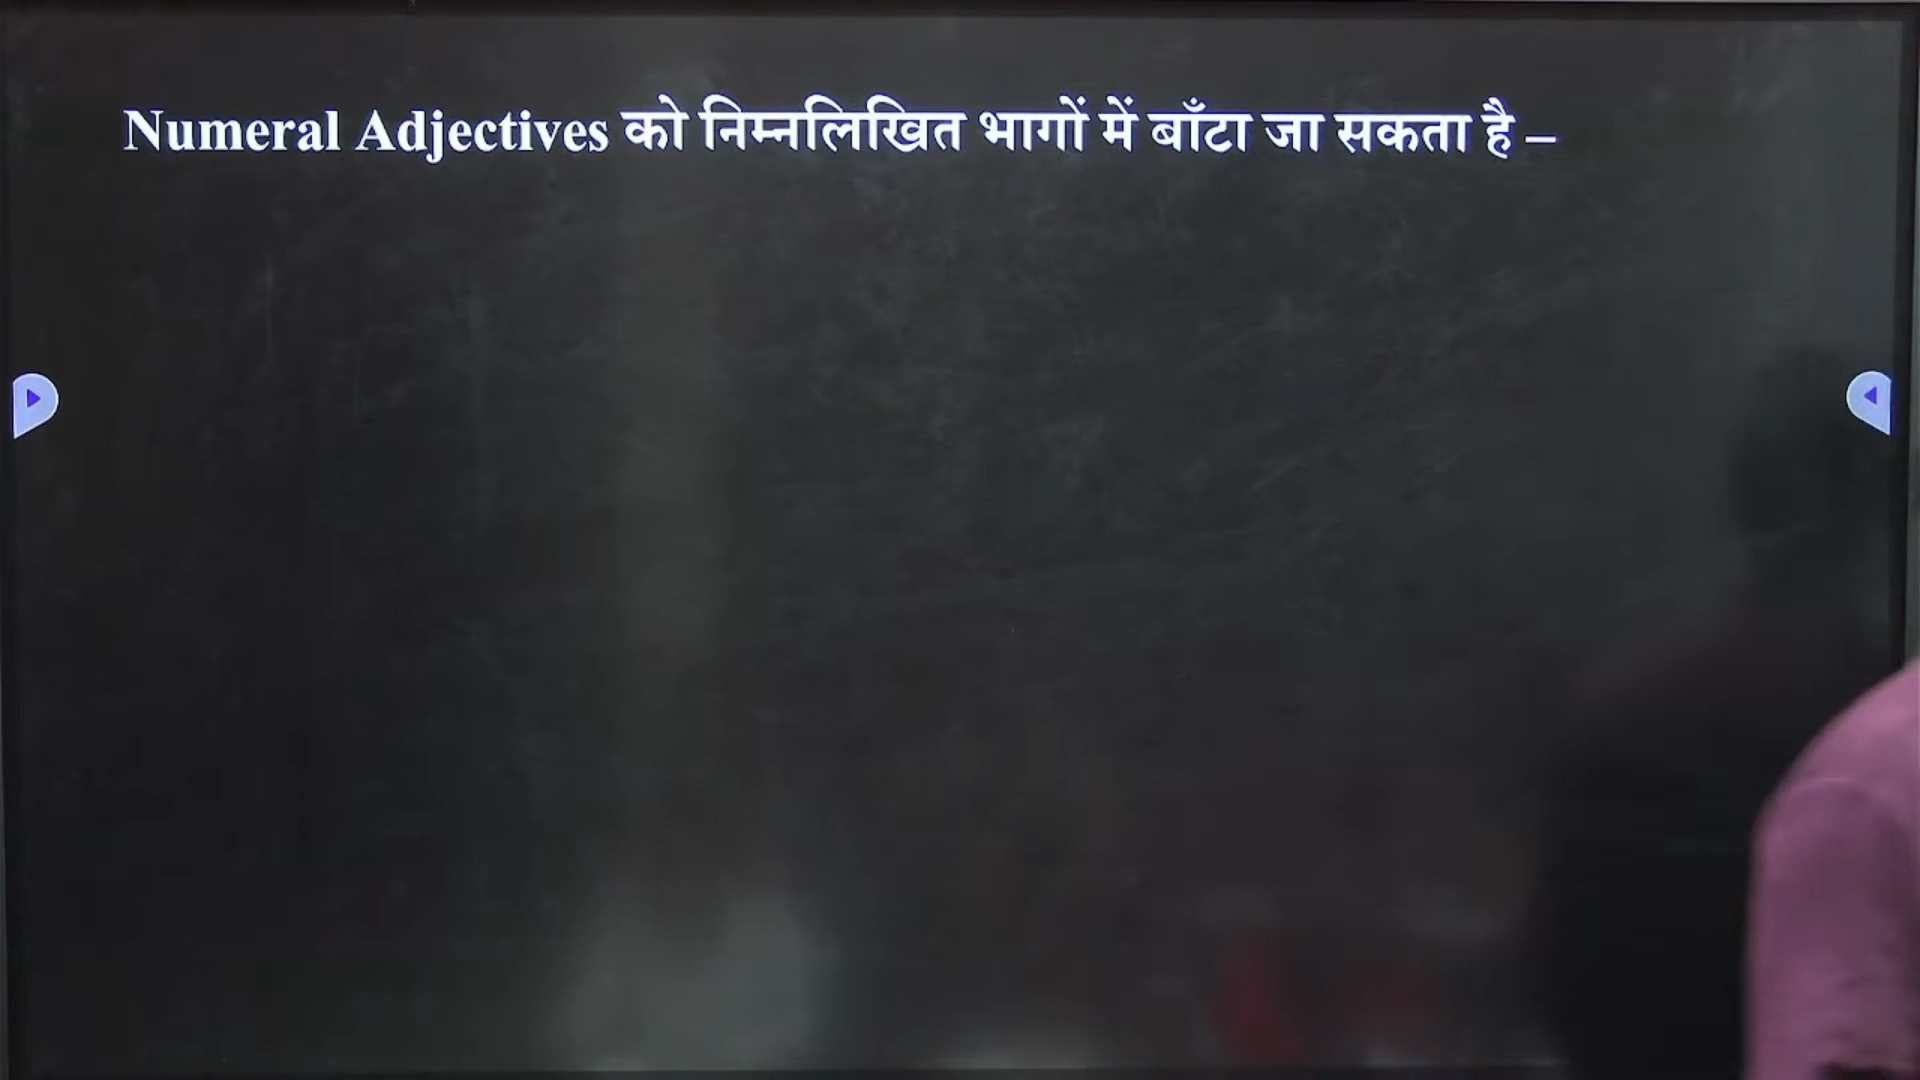 Numeral Adjectives को निम्नलिखित भागों में बाँटा जा सकता है –